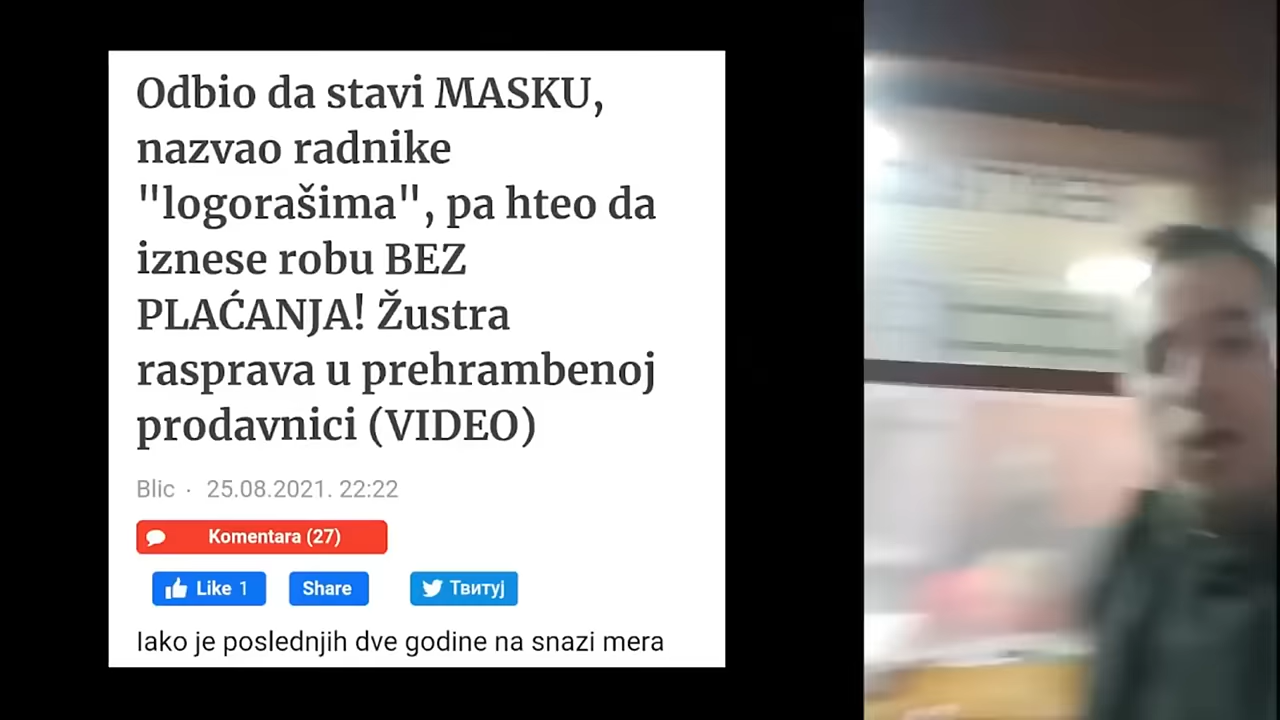 Odbio da stavi MASKU,
nazvao radnike
"logorašima", pa hteo da
iznese robu BEZ
PLAĆANJA! Žustra
rasprava u prehrambenoj
prodavnici (VIDEO)
Blic · 25.08.2021. 22:22
Komentara (27)
Like 1 Share Твитуј
Iako je poslednjih dve godine na snazi mera